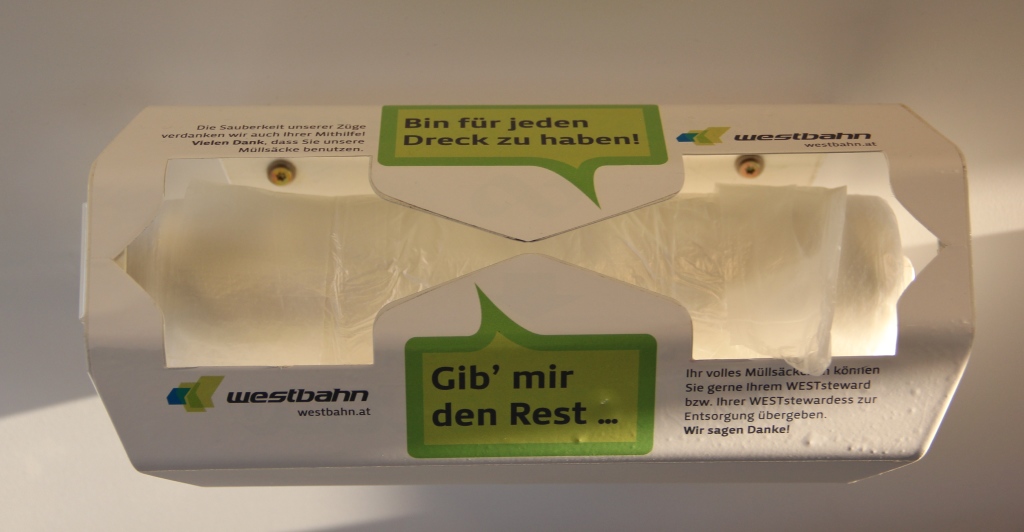 Die Sauberkeit unserer Züge
verdanken wir auch Ihrer Mithilfe!
Vielen Dank, dass Sie unsere
Müllsäcke benutzen.
Bin für jeden
Dreck zu haben!
westbahn
westbahn.at
westbahn
westbahn.at
Gib' mir
den Rest ...
Ihr volles können
Sie gerne Ihrem WESTsteward
bzw. Ihrer WESTstewardess zur
Entsorgung übergeben.
Wir sagen Danke!